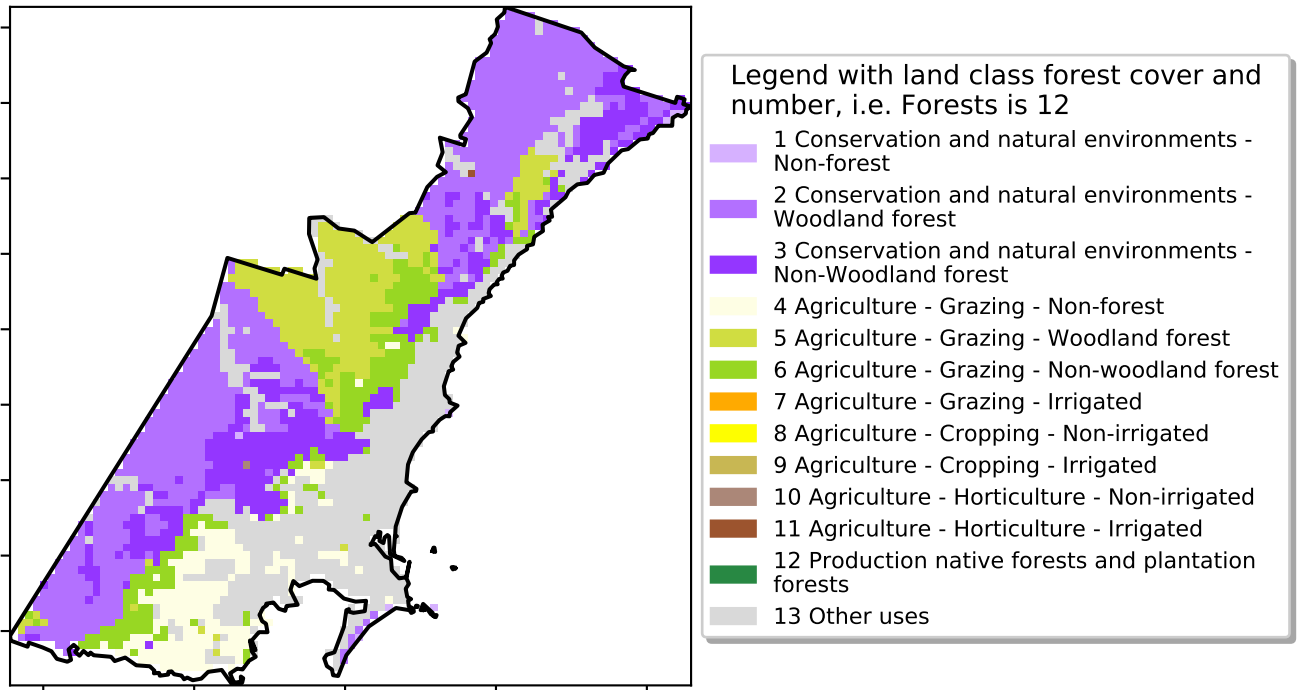 Legend with land class forest cover and
number, i.e. Forests is 12
1 Conservation and natural environments -
Non-forest
2 Conservation and natural environments -
Woodland forest
3 Conservation and natural environments -
Non-Woodland forest
4 Agriculture - Grazing - Non-forest
5 Agriculture - Grazing - Woodland forest
6 Agriculture - Grazing - Non-woodland forest
7 Agriculture - Grazing - Irrigated
8 Agriculture - Cropping - Non-irrigated
9 Agriculture - Cropping - Irrigated
10 Agriculture - Horticulture - Non-irrigated
11 Agriculture - Horticulture - Irrigated
12 Production native forests and plantation
forests
13 Other uses